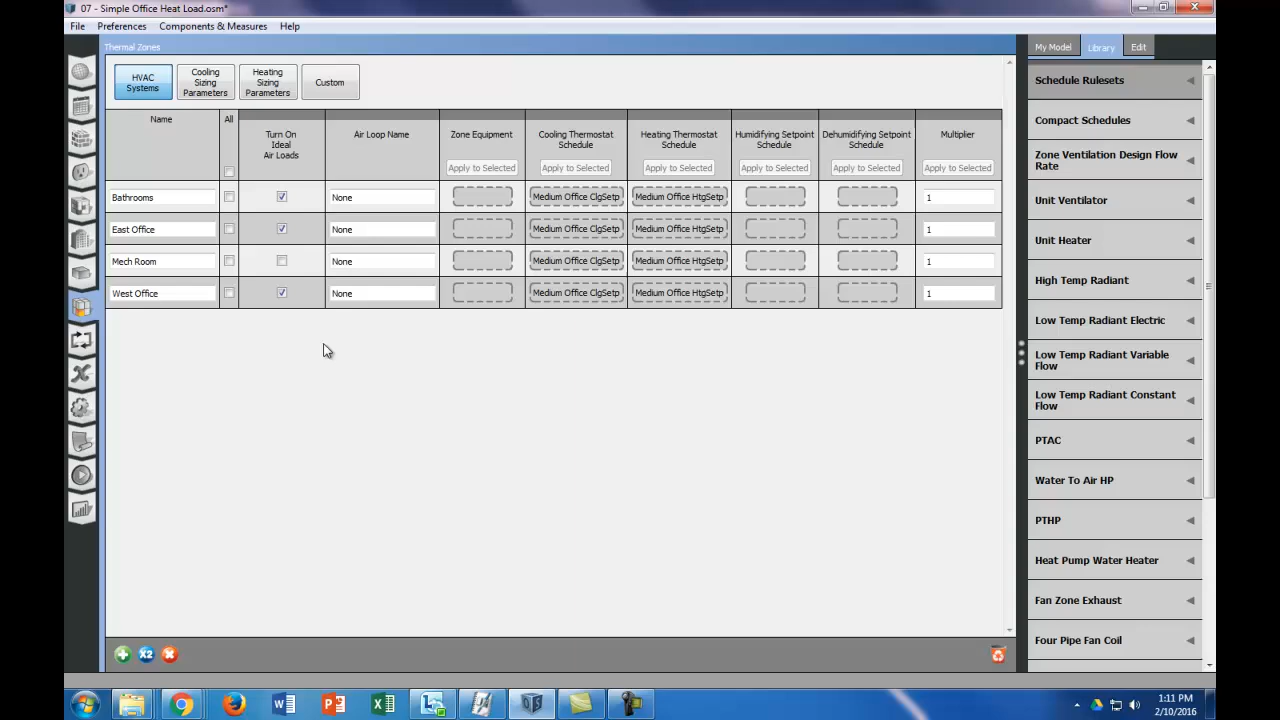 07 - Simple Office Heat Load.osm*
File Preferences Components & Measures Help
Thermal Zones
My Model Library Edit
HVAC Systems
Cooling Sizing Parameters
Heating Sizing Parameters
Custom
Name
All
Turn On Ideal Air Loads
Air Loop Name
Zone Equipment
Cooling Thermostat Schedule
Heating Thermostat Schedule
Humidifying Setpoint Schedule
Dehumidifying Setpoint Schedule
Multiplier
Apply to Selected Apply to Selected Apply to Selected Apply to Selected Apply to Selected Apply to Selected
Bathrooms None Medium Office ClgSetp Medium Office HtgSetp 1
East Office None Medium Office ClgSetp Medium Office HtgSetp 1
Mech Room None Medium Office ClgSetp Medium Office HtgSetp 1
West Office None Medium Office ClgSetp Medium Office HtgSetp 1
Schedule Rulesets
Compact Schedules
Zone Ventilation Design Flow
Rate
Unit Ventilator
Unit Heater
High Temp Radiant
Low Temp Radiant Electric
Low Temp Radiant Variable
Flow
Low Temp Radiant Constant
Flow
PTAC
Water To Air HP
PTHP
Heat Pump Water Heater
Fan Zone Exhaust
Four Pipe Fan Coil
X2
1:11 PM
2/10/2016